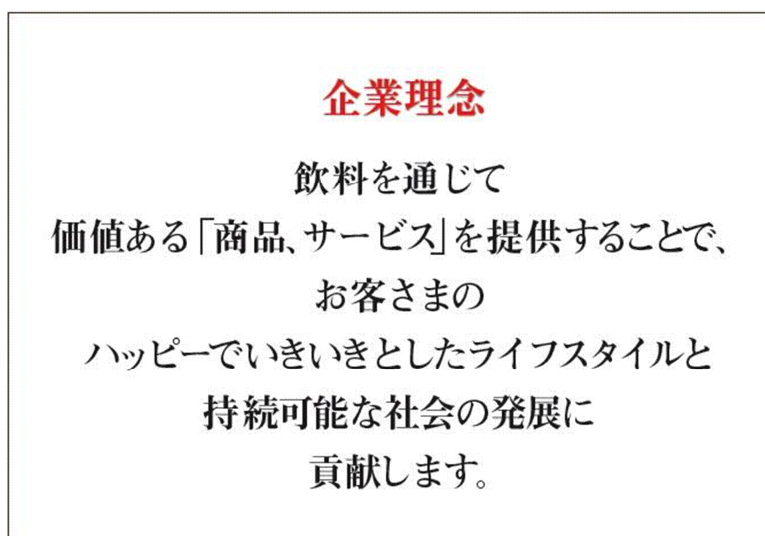 企業理念
飲料を通じて
価値ある「商品、サービス」を提供することで、
お客さまの
ハッピーでいきいきとしたライフスタイルと
持続可能な社会の発展に
貢献します。